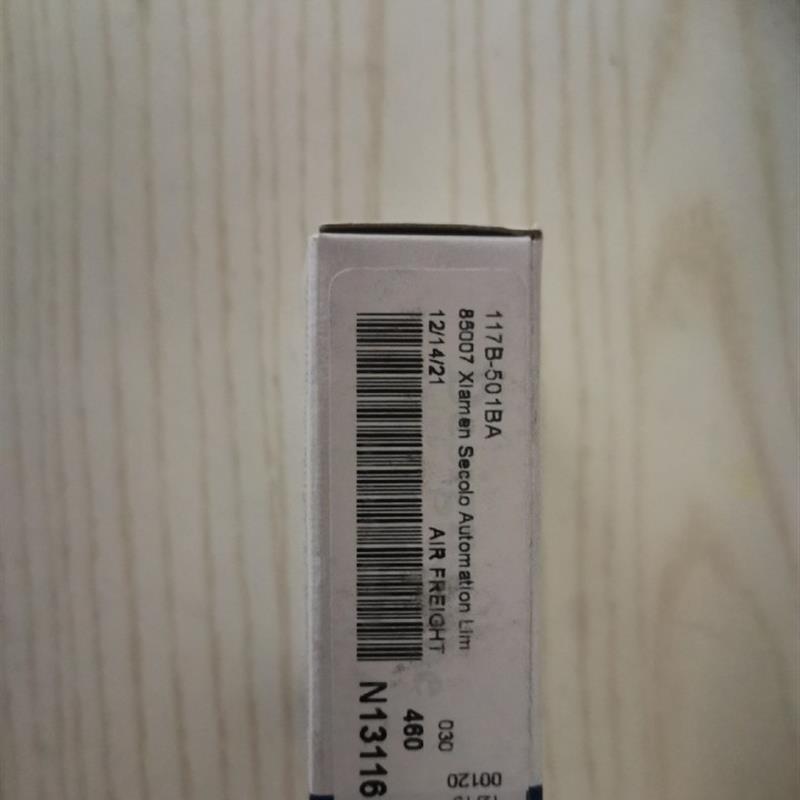 117B-501BA
85007 Xiamen Secolo Automation Lim
12/14/21 AIR FREIGHT
030
460
N13116
00120